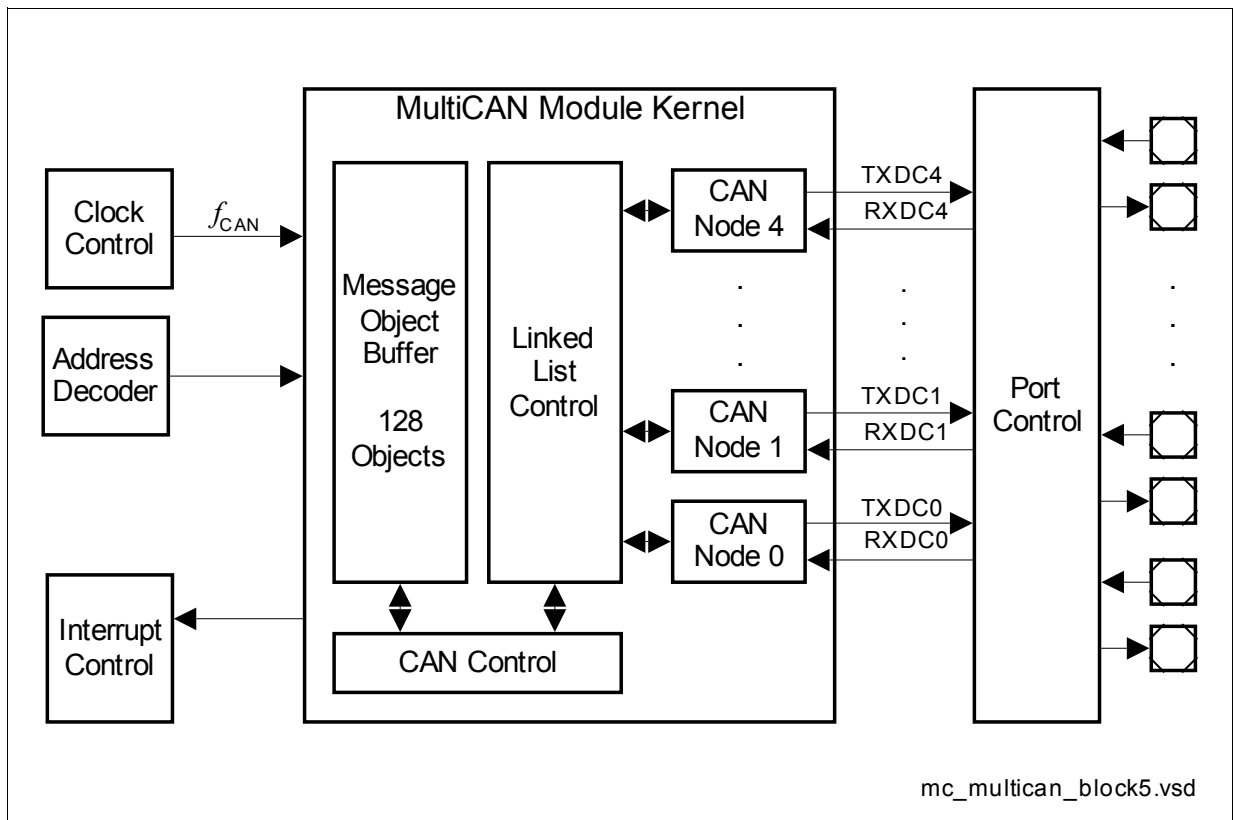 MultiCAN Module Kernel
Clock
Control
fCAN
Address
Decoder
Interrupt
Control
Message
Object
Buffer
128
Objects
Linked
List
Control
CAN Control
CAN
Node 4
CAN
Node 1
CAN
Node 0
TXDC4
RXDC4
TXDC1
RXDC1
TXDC0
RXDC0
Port
Control
mc_multican_block5.vsd